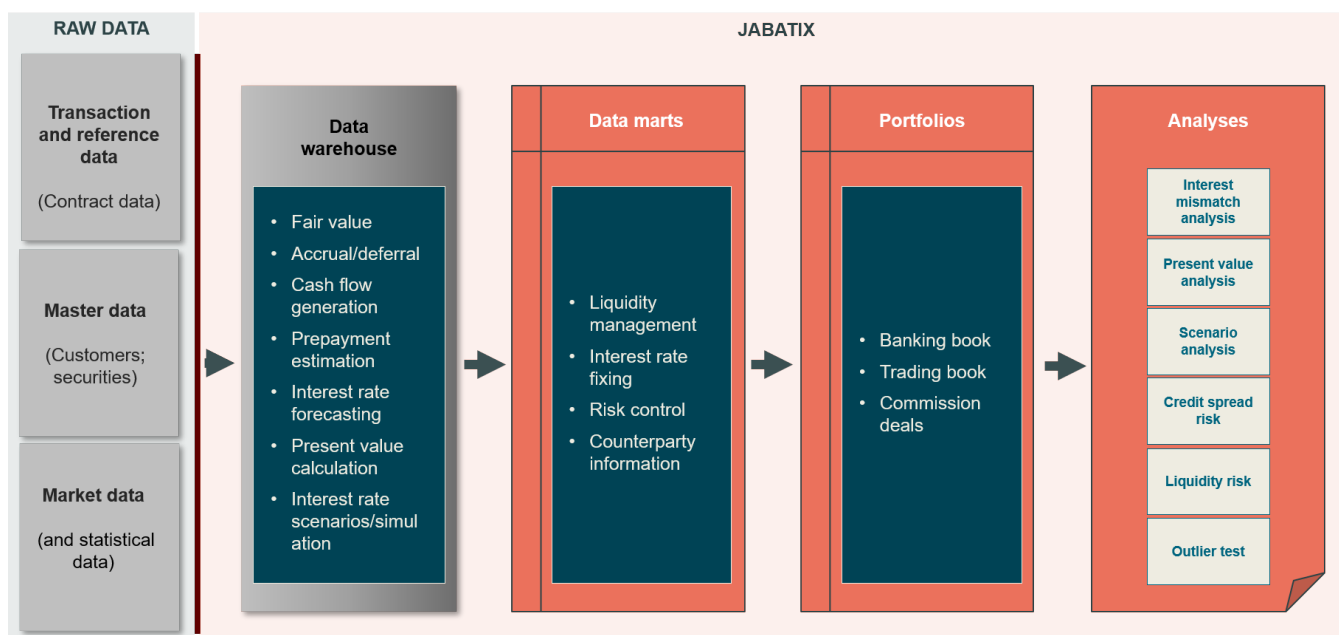 RAW DATA
JABATIX
Transaction
and reference
data
(Contract data)
Master data
(Customers;
securities)
Market data
(and statistical
data)
Data
warehouse
• Fair value
• Accrual/deferral
• Cash flow
generation
• Prepayment
estimation
• Interest rate
forecasting
• Present value
calculation
• Interest rate
scenarios/simul
ation
Data marts
• Liquidity
management
• Interest rate
fixing
• Risk control
• Counterparty
information
Portfolios
• Banking book
• Trading book
• Commission
deals
Analyses
Interest
mismatch
analysis
Present value
analysis
Scenario
analysis
Credit spread
risk
Liquidity risk
Outlier test